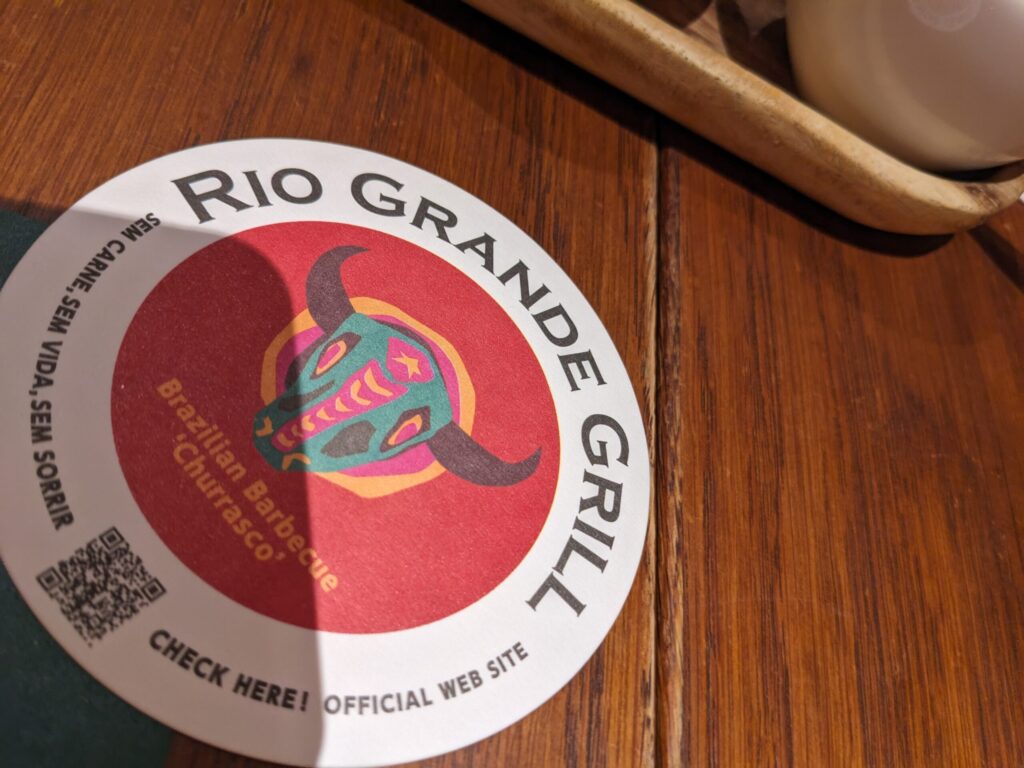 RIO GRANDE GRILL
SEM CARNE, SEM VIDA, SEM SORRIR
Brazilian Barbecue
'Churrasco'
CHECK HERE! OFFICIAL WEB SITE